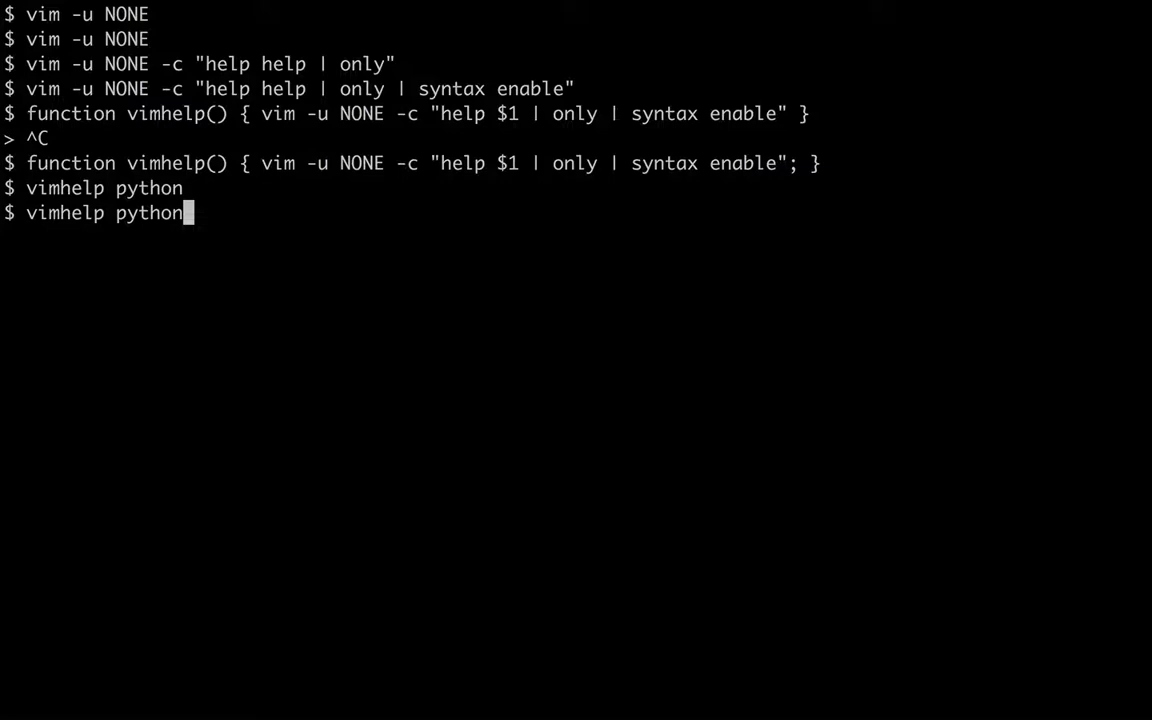 $ vim -u NONE
$ vim -u NONE
$ vim -u NONE -c "help help | only"
$ vim -u NONE -c "help help | only | syntax enable"
$ function vimhelp() { vim -u NONE -c "help $1 | only | syntax enable" }
> ^C
$ function vimhelp() { vim -u NONE -c "help $1 | only | syntax enable"; }
$ vimhelp python
$ vimhelp python